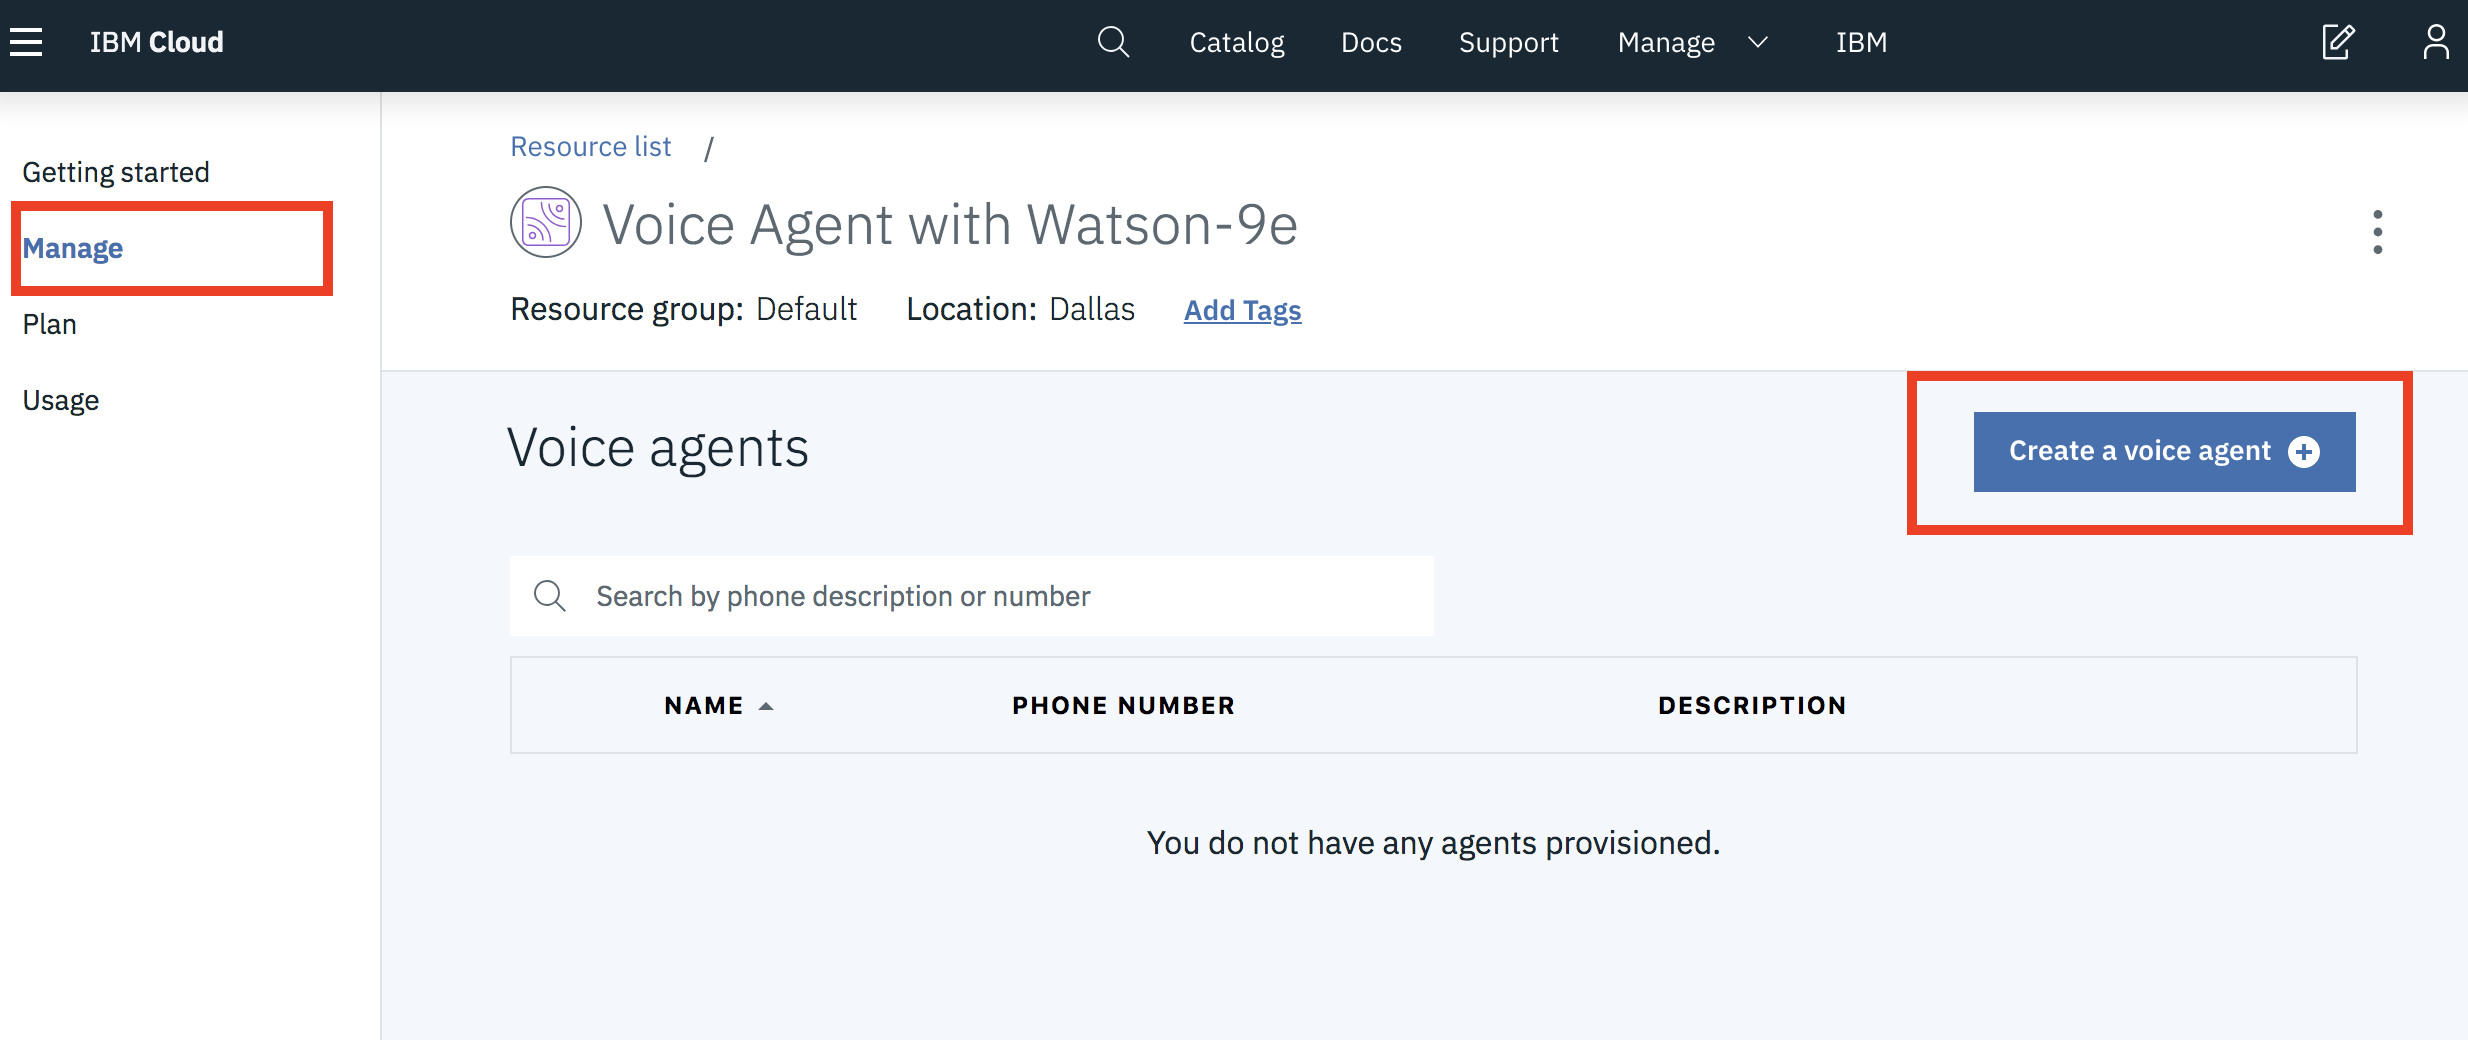 IBM Cloud
Catalog
Docs
Support
Manage
IBM
Getting started
Manage
Plan
Usage
Resource list /
Voice Agent with Watson-9e
Resource group: Default Location: Dallas Add Tags
Voice agents
Create a voice agent
Search by phone description or number
NAME PHONE NUMBER DESCRIPTION
You do not have any agents provisioned.